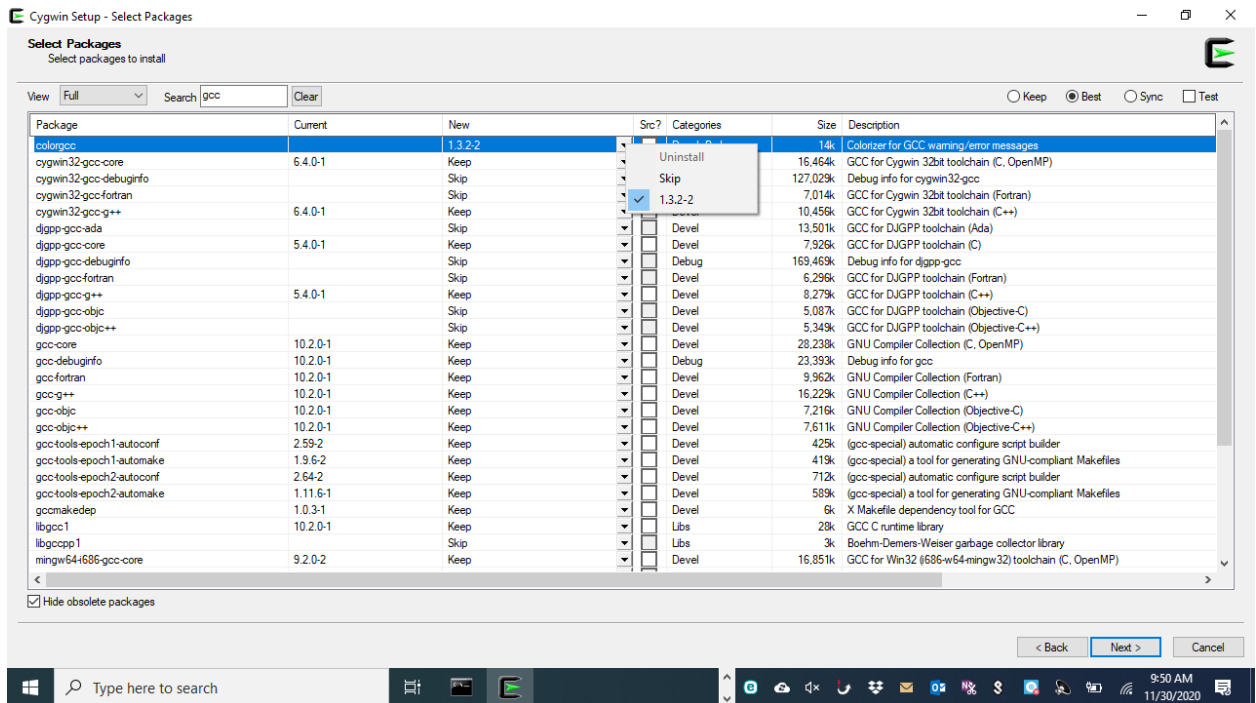 Cygwin Setup - Select Packages
Select Packages
Select packages to install
View Full Search gcc Clear Keep Best Sync Test
Package Current New Src? Categories Size Description
colorgcc 1.3.2-2 14k Colorizer for GCC warning/error messages
Uninstall
cygwin32-gcc-core 6.4.0-1 Keep 16,464k GCC for Cygwin 32bit toolchain (C, OpenMP)
cygwin32-gcc-debuginfo Skip Skip 127,029k Debug info for cygwin32-gcc
cygwin32-gcc-fortran Skip 1.3.2-2 7,014k GCC for Cygwin 32bit toolchain (Fortran)
cygwin32-gcc-g++ 6.4.0-1 Keep 10,456k GCC for Cygwin 32bit toolchain (C++)
djgpp-gcc-ada Skip Devel 13,501k GCC for DJGPP toolchain (Ada)
djgpp-gcc-core 5.4.0-1 Keep Devel 7,926k GCC for DJGPP toolchain (C)
djgpp-gcc-debuginfo Skip Debug 169,469k Debug info for djgpp-gcc
djgpp-gcc-fortran Skip Devel 6,296k GCC for DJGPP toolchain (Fortran)
djgpp-gcc-g++ 5.4.0-1 Keep Devel 8,279k GCC for DJGPP toolchain (C++)
djgpp-gcc-objc Skip Devel 5,087k GCC for DJGPP toolchain (Objective-C)
djgpp-gcc-objc++ Skip Devel 5,349k GCC for DJGPP toolchain (Objective-C++)
gcc-core 10.2.0-1 Keep Devel 28,238k GNU Compiler Collection (C, OpenMP)
gcc-debuginfo 10.2.0-1 Keep Debug 23,393k Debug info for gcc
gcc-fortran 10.2.0-1 Keep Devel 9,962k GNU Compiler Collection (Fortran)
gcc-g++ 10.2.0-1 Keep Devel 16,229k GNU Compiler Collection (C++)
gcc-objc 10.2.0-1 Keep Devel 7,216k GNU Compiler Collection (Objective-C)
gcc-objc++ 10.2.0-1 Keep Devel 7,611k GNU Compiler Collection (Objective-C++)
gcc-tools-epoch1-autoconf 2.59-2 Keep Devel 425k (gcc-special) automatic configure script builder
gcc-tools-epoch1-automake 1.9.6-2 Keep Devel 419k (gcc-special) a tool for generating GNU-compliant Makefiles
gcc-tools-epoch2-autoconf 2.64-2 Keep Devel 712k (gcc-special) automatic configure script builder
gcc-tools-epoch2-automake 1.11.6-1 Keep Devel 589k (gcc-special) a tool for generating GNU-compliant Makefiles
gccmakedep 1.0.3-1 Keep Devel 6k X Makefile dependency tool for GCC
libgcc1 10.2.0-1 Keep Libs 28k GCC C runtime library
libgccpp1 Skip Libs 3k Boehm-Demers-Weiser garbage collector library
mingw64-i686-gcc-core 9.2.0-2 Keep Devel 16,851k GCC for Win32 (i686-w64-mingw32) toolchain (C, OpenMP)
Hide obsolete packages
< Back Next > Cancel
Type here to search
9:50 AM
11/30/2020